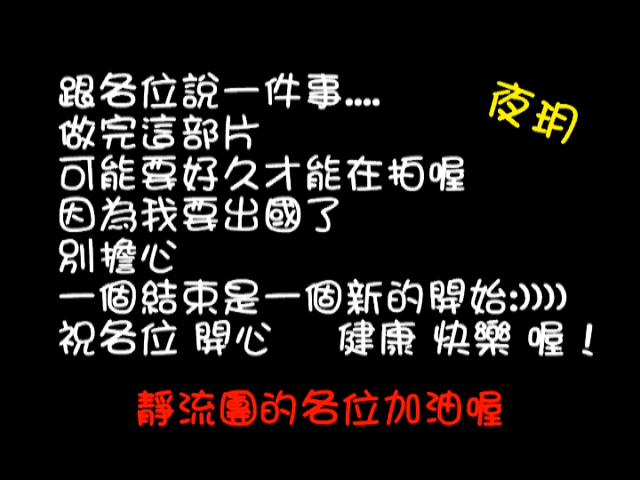 跟各位說一件事....
夜玥
做完這部片
可能要好久才能在拍喔
因為我要出國了
別擔心
一個結束是一個新的開始:))))
祝各位 開心 健康 快樂 喔！
靜流團的各位加油喔